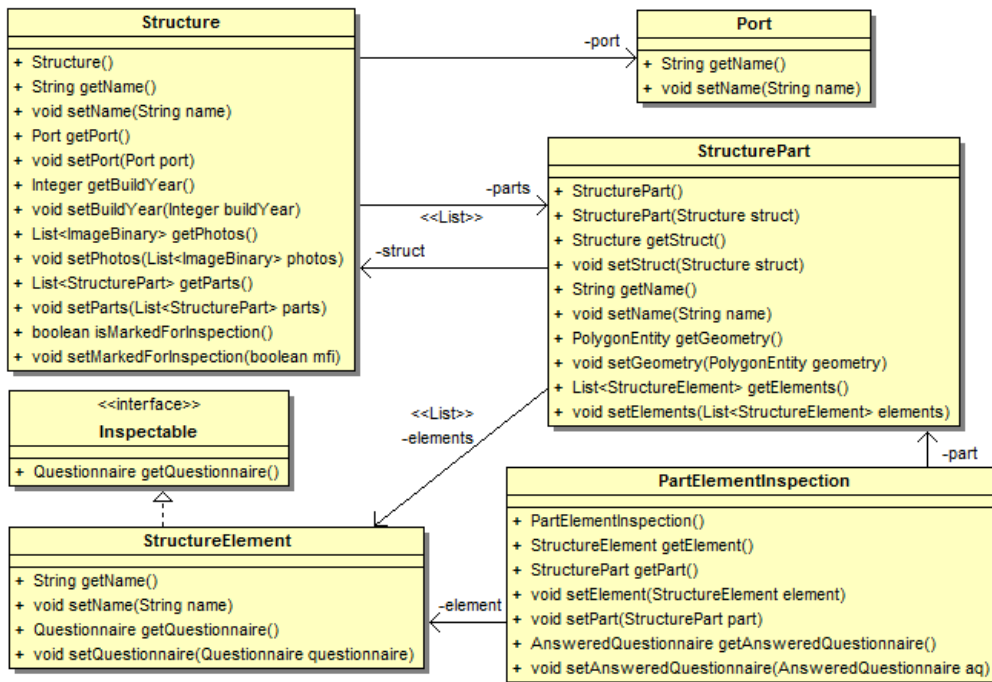 Structure
+ Structure()
+ String getName()
+ void setName(String name)
+ Port getPort()
+ void setPort(Port port)
+ Integer getBuildYear()
+ void setBuildYear(Integer buildYear)
+ List<ImageBinary> getPhotos()
+ void setPhotos(List<ImageBinary> photos)
+ List<StructurePart> getParts()
+ void setParts(List<StructurePart> parts)
+ boolean isMarkedForInspection()
+ void setMarkedForInspection(boolean mfi)
-port
Port
+ String getName()
+ void setName(String name)
-parts
<<List>>
-struct
StructurePart
+ StructurePart()
+ StructurePart(Structure struct)
+ Structure getStruct()
+ void setStruct(Structure struct)
+ String getName()
+ void setName(String name)
+ PolygonEntity getGeometry()
+ void setGeometry(PolygonEntity geometry)
+ List<StructureElement> getElements()
+ void setElements(List<StructureElement> elements)
<<interface>>
Inspectable
+ Questionnaire getQuestionnaire()
<<List>>
-elements
-part
StructureElement
+ String getName()
+ void setName(String name)
+ Questionnaire getQuestionnaire()
+ void setQuestionnaire(Questionnaire questionnaire)
-element
PartElementInspection
+ PartElementInspection()
+ StructureElement getElement()
+ StructurePart getPart()
+ void setElement(StructureElement element)
+ void setPart(StructurePart part)
+ AnsweredQuestionnaire getAnsweredQuestionnaire()
+ void setAnsweredQuestionnaire(AnsweredQuestionnaire aq)